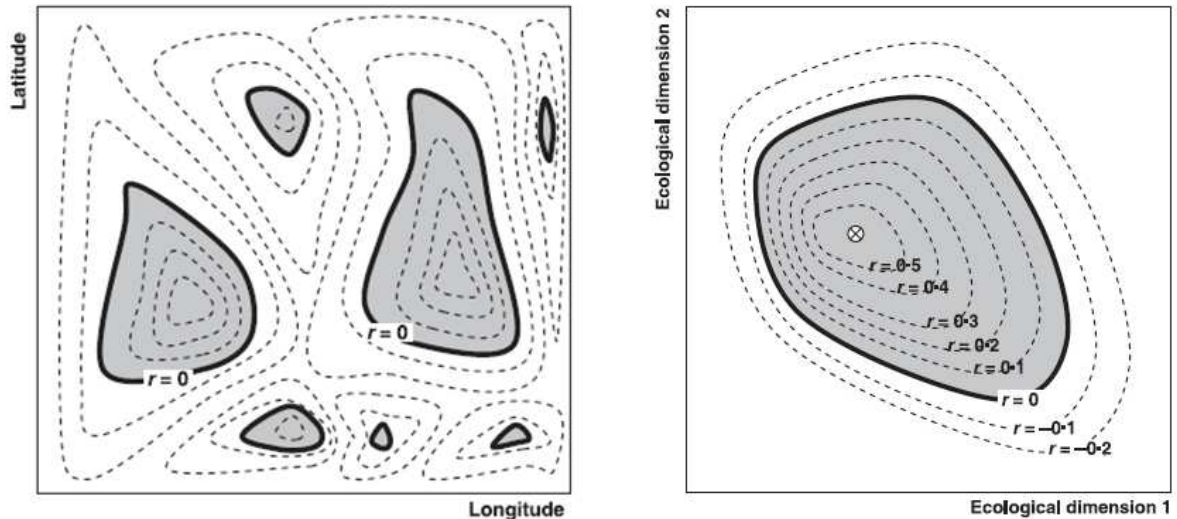 Latitude
r = 0
r = 0
Longitude
Ecological dimension 2
r = 0·5
r = 0·4
r = 0·3
r = 0·2
r = 0·1
r = 0
r = −0·1
r = −0·2
Ecological dimension 1